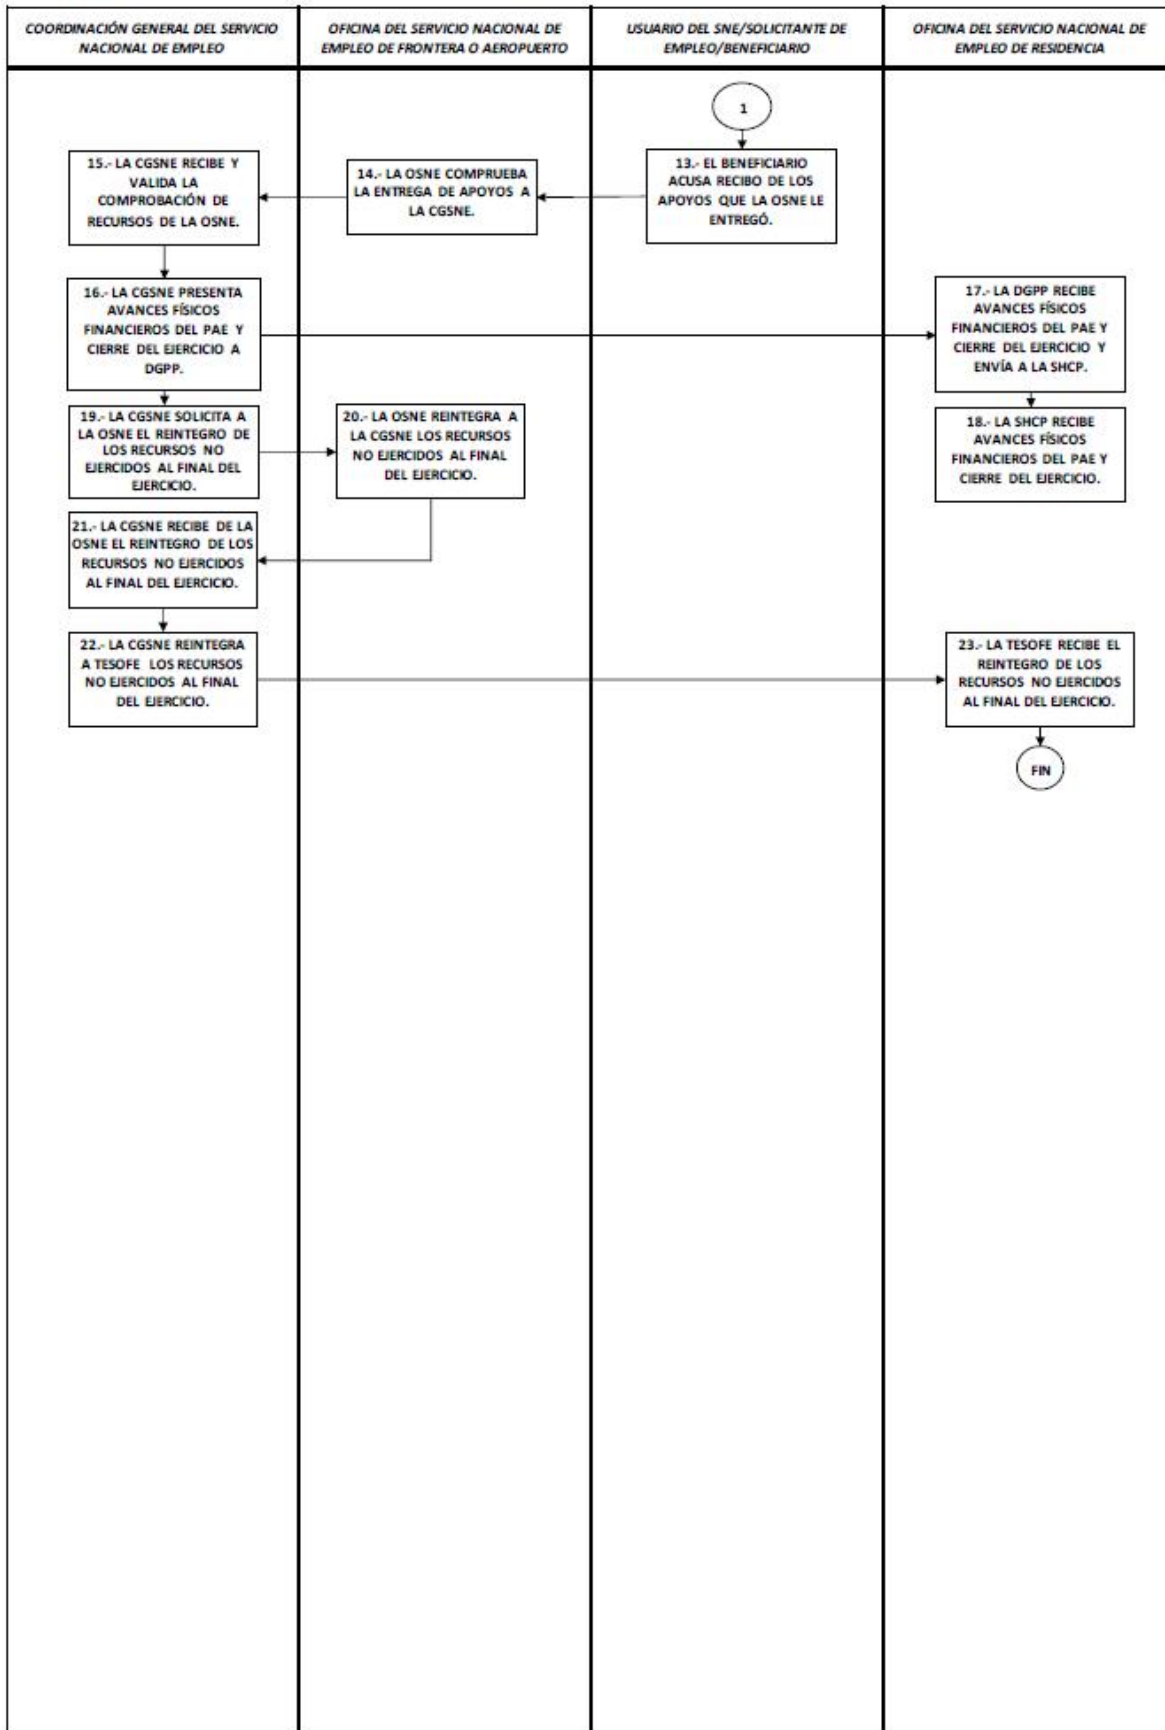 COORDINACIÓN GENERAL DEL SERVICIO
NACIONAL DE EMPLEO
OFICINA DEL SERVICIO NACIONAL DE
EMPLEO DE FRONTERA O AEROPUERTO
USUARIO DEL SNE/SOLICITANTE DE
EMPLEO/BENEFICIARIO
OFICINA DEL SERVICIO NACIONAL DE
EMPLEO DE RESIDENCIA
1
13.- EL BENEFICIARIO
ACUSA RECIBO DE LOS
APOYOS QUE LA OSNE LE
ENTREGÓ.
14.- LA OSNE COMPRUEBA
LA ENTREGA DE APOYOS A
LA CGSNE.
15.- LA CGSNE RECIBE Y
VALIDA LA
COMPROBACIÓN DE
RECURSOS DE LA OSNE.
16.- LA CGSNE PRESENTA
AVANCES FÍSICOS
FINANCIEROS DEL PAE Y
CIERRE DEL EJERCICIO A
DGPP.
17.- LA DGPP RECIBE
AVANCES FÍSICOS
FINANCIEROS DEL PAE Y
CIERRE DEL EJERCICIO Y
ENVÍA A LA SHCP.
18.- LA SHCP RECIBE
AVANCES FÍSICOS
FINANCIEROS DEL PAE Y
CIERRE DEL EJERCICIO.
19.- LA CGSNE SOLICITA A
LA OSNE EL REINTEGRO DE
LOS RECURSOS NO
EJERCIDOS AL FINAL DEL
EJERCICIO.
20.- LA OSNE REINTEGRA A
LA CGSNE LOS RECURSOS
NO EJERCIDOS AL FINAL
DEL EJERCICIO.
21.- LA CGSNE RECIBE DE LA
OSNE EL REINTEGRO DE LOS
RECURSOS NO EJERCIDOS
AL FINAL DEL EJERCICIO.
22.- LA CGSNE REINTEGRA
A TESOFE LOS RECURSOS
NO EJERCIDOS AL FINAL
DEL EJERCICIO.
23.- LA TESOFE RECIBE EL
REINTEGRO DE LOS
RECURSOS NO EJERCIDOS
AL FINAL DEL EJERCICIO.
FIN